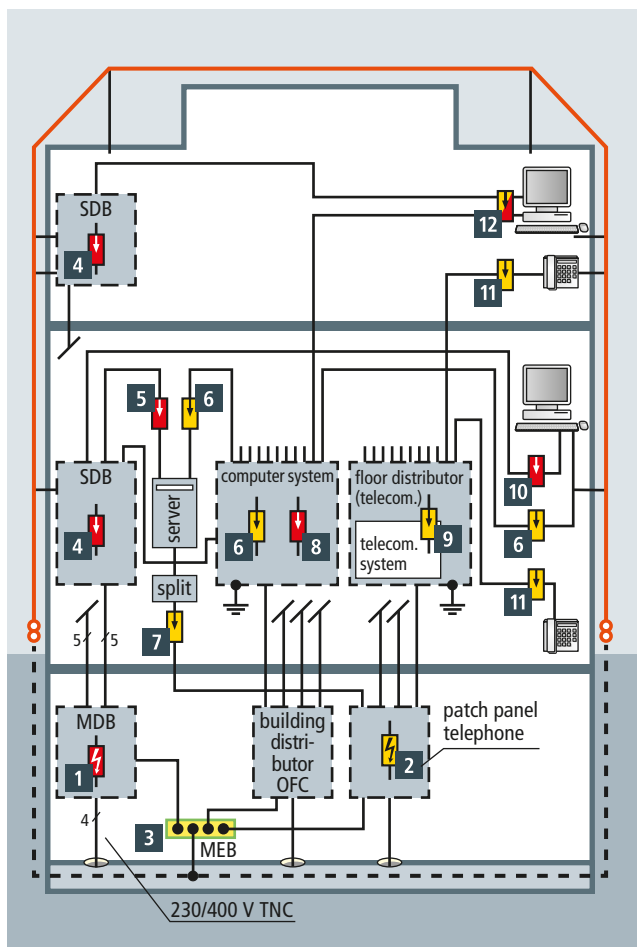 SDB
4
12
11
5
6
SDB
4
server
split
7
computer system
6
8
floor distributor
(telecom.)
telecom.
system
9
10
6
11
5
5
MDB
1
building
distri-
butor
OFC
2
patch panel
telephone
4
3
MEB
230/400 V TNC